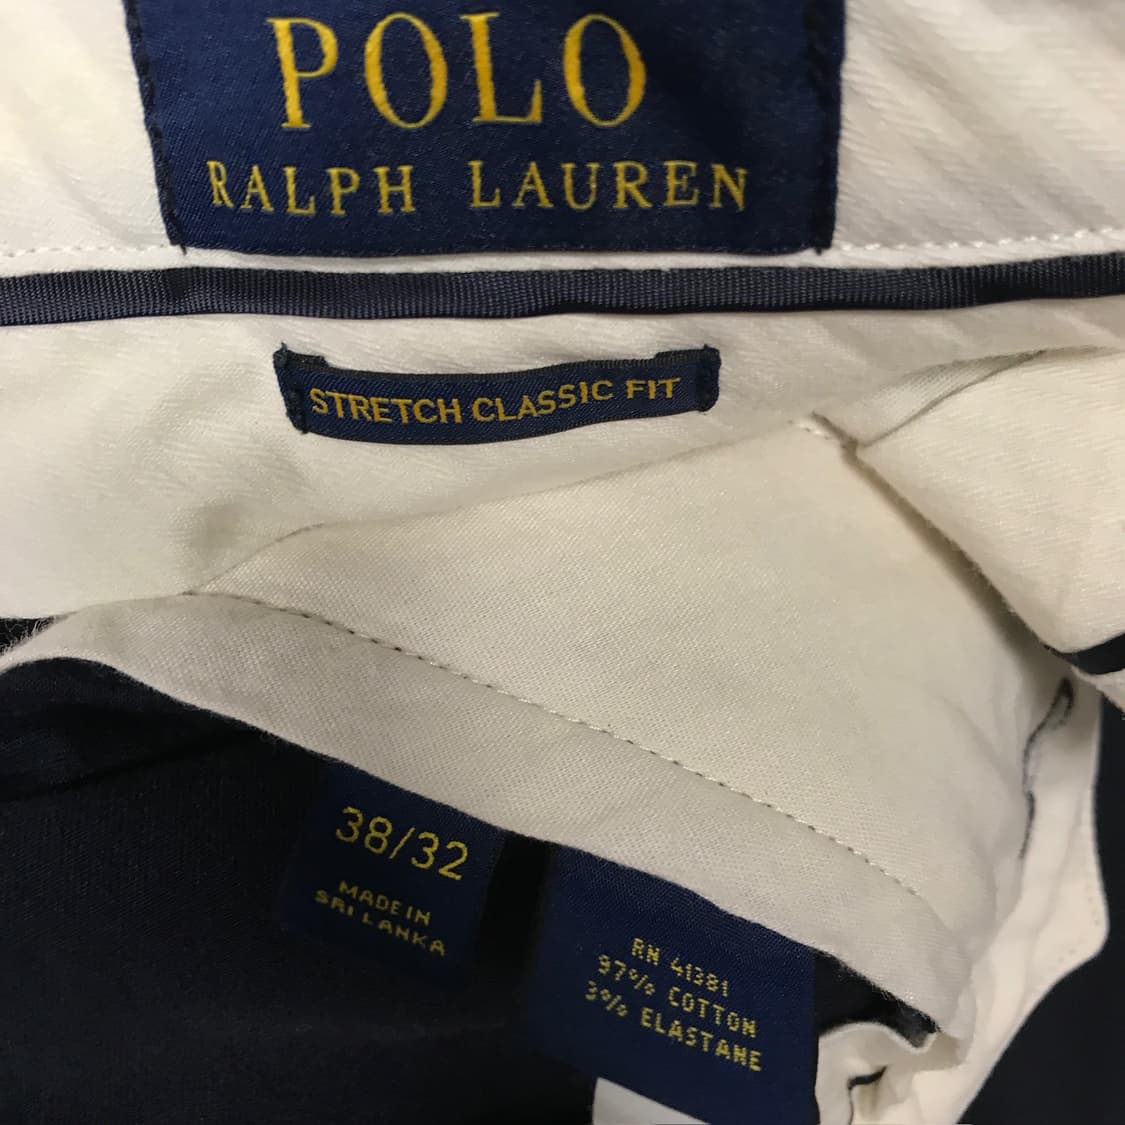 POLO
RALPH LAUREN
STRETCH CLASSIC FIT
38/32
MADE IN
SRI LANKA
RN 41381
97% COTTON
3% ELASTANE